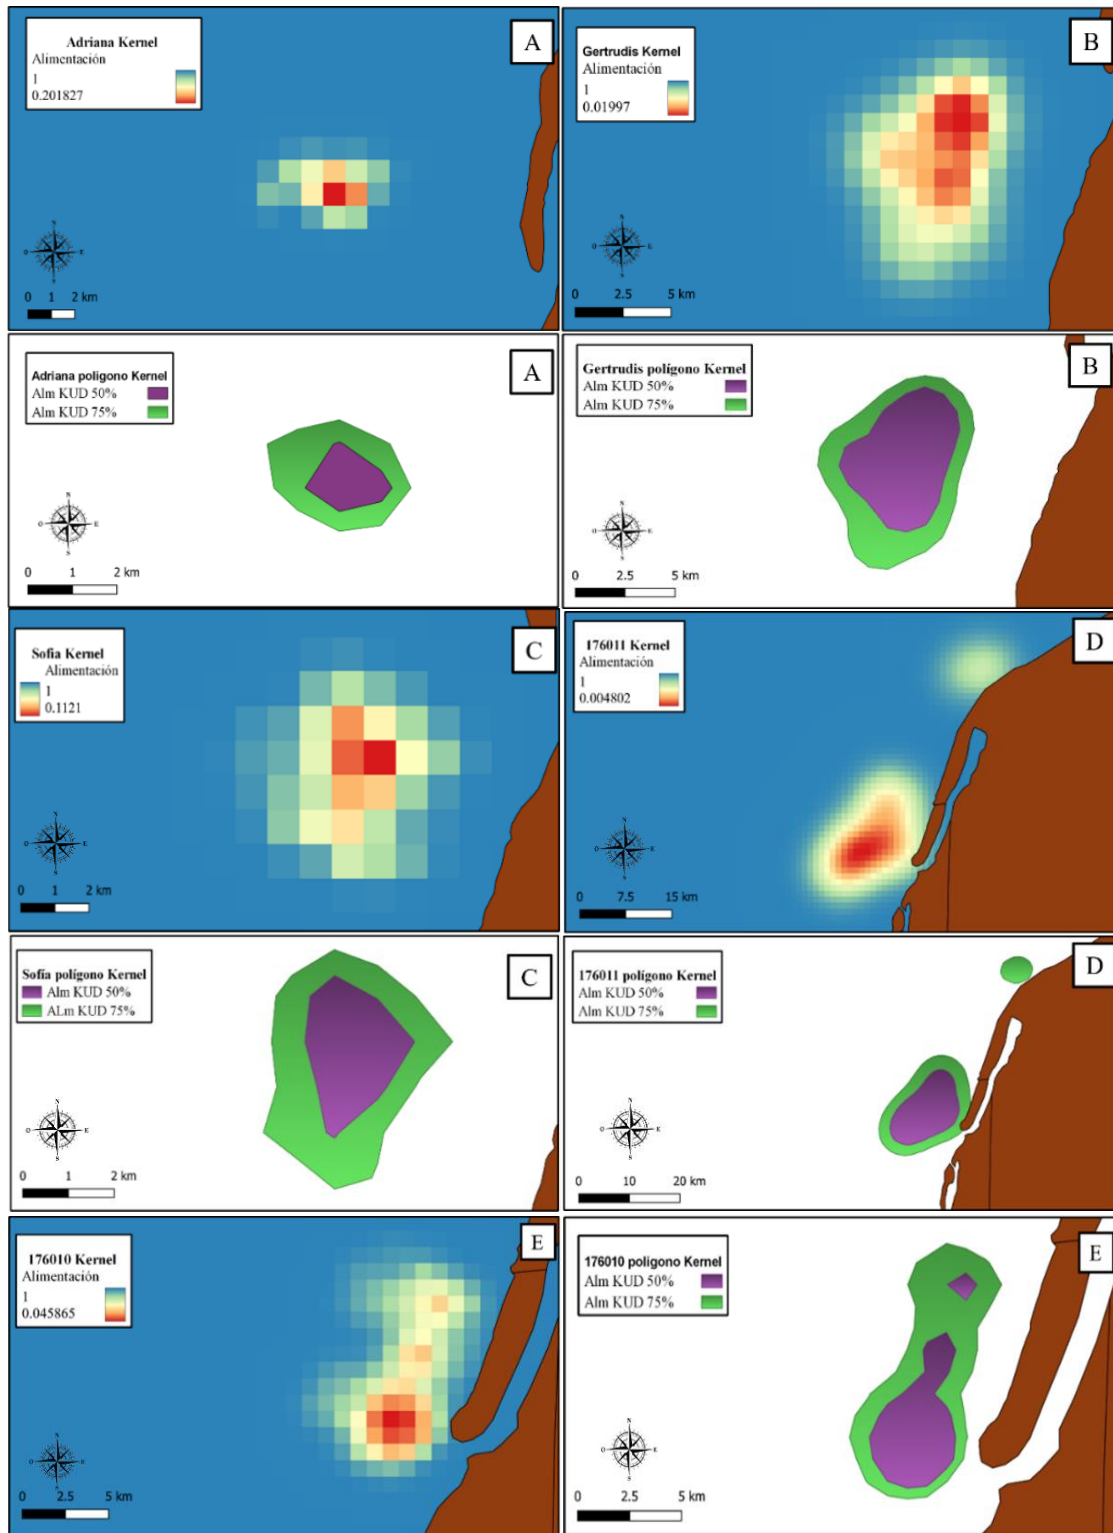 Adriana Kernel
Alimentación
1
0.201827
A
N
O
E
S
0 1 2 km
Gertrudis Kernel
Alimentación
1
0.01997
B
N
O
E
S
0 2.5 5 km
Adriana poligono Kernel
Alm KUD 50%
Alm KUD 75%
A
N
O
E
S
0 1 2 km
Gertrudis polígono Kernel
Alm KUD 50%
Alm KUD 75%
B
N
O
E
S
0 2.5 5 km
Sofia Kernel
Alimentación
1
0.1121
C
N
O
E
S
0 1 2 km
176011 Kernel
Alimentación
1
0.004802
D
N
O
E
S
0 7.5 15 km
Sofía polígono Kernel
Alm KUD 50%
ALm KUD 75%
C
N
O
E
S
0 1 2 km
176011 polígono Kernel
Alm KUD 50%
Alm KUD 75%
D
N
O
E
S
0 10 20 km
176010 Kernel
Alimentación
1
0.045865
E
N
O
E
S
0 2.5 5 km
176010 polígono Kernel
Alm KUD 50%
Alm KUD 75%
E
N
O
E
S
0 2.5 5 km